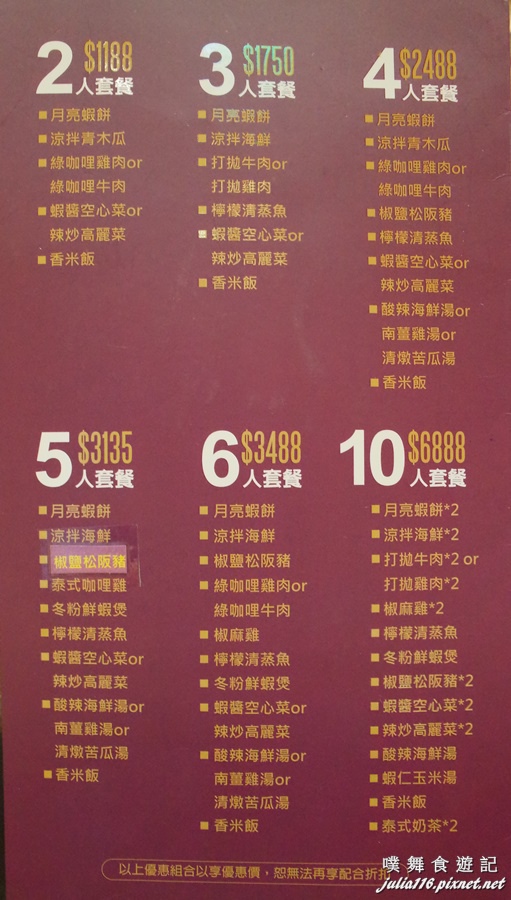 2 $1188
人套餐
■月亮蝦餅
■涼拌青木瓜
■綠咖哩雞肉or
綠咖哩牛肉
■蝦醬空心菜or
辣炒高麗菜
■香米飯
3 $1750
人套餐
■月亮蝦餅
■涼拌海鮮
■打拋牛肉or
打拋雞肉
■檸檬清蒸魚
■蝦醬空心菜or
辣炒高麗菜
■香米飯
4 $2488
人套餐
■月亮蝦餅
■涼拌青木瓜
■綠咖哩雞肉or
綠咖哩牛肉
■椒鹽松阪豬
■檸檬清蒸魚
■蝦醬空心菜or
辣炒高麗菜
■酸辣海鮮湯or
南薑雞湯or
清燉苦瓜湯
■香米飯
5 $3135
人套餐
■月亮蝦餅
■涼拌海鮮
■椒鹽松阪豬
■泰式咖哩雞
■冬粉鮮蝦煲
■檸檬清蒸魚
■蝦醬空心菜or
辣炒高麗菜
■酸辣海鮮湯or
南薑雞湯or
清燉苦瓜湯
■香米飯
6 $3488
人套餐
■月亮蝦餅
■涼拌海鮮
■椒鹽松阪豬
■綠咖哩雞肉or
綠咖哩牛肉
■椒麻雞
■檸檬清蒸魚
■冬粉鮮蝦煲
■蝦醬空心菜or
辣炒高麗菜
■酸辣海鮮湯or
南薑雞湯or
清燉苦瓜湯
■香米飯
10 $6888
人套餐
■月亮蝦餅*2
■涼拌海鮮*2
■打拋牛肉*2 or
打拋雞肉*2
■椒麻雞*2
■檸檬清蒸魚
■冬粉鮮蝦煲
■椒鹽松阪豬*2
■蝦醬空心菜*2
■辣炒高麗菜*2
■酸辣海鮮湯
■蝦仁玉米湯
■香米飯
■泰式奶茶*2
以上優惠組合以享優惠價，恕無法再享配合折扣
噗舞食遊記
julia116.pixnet.net